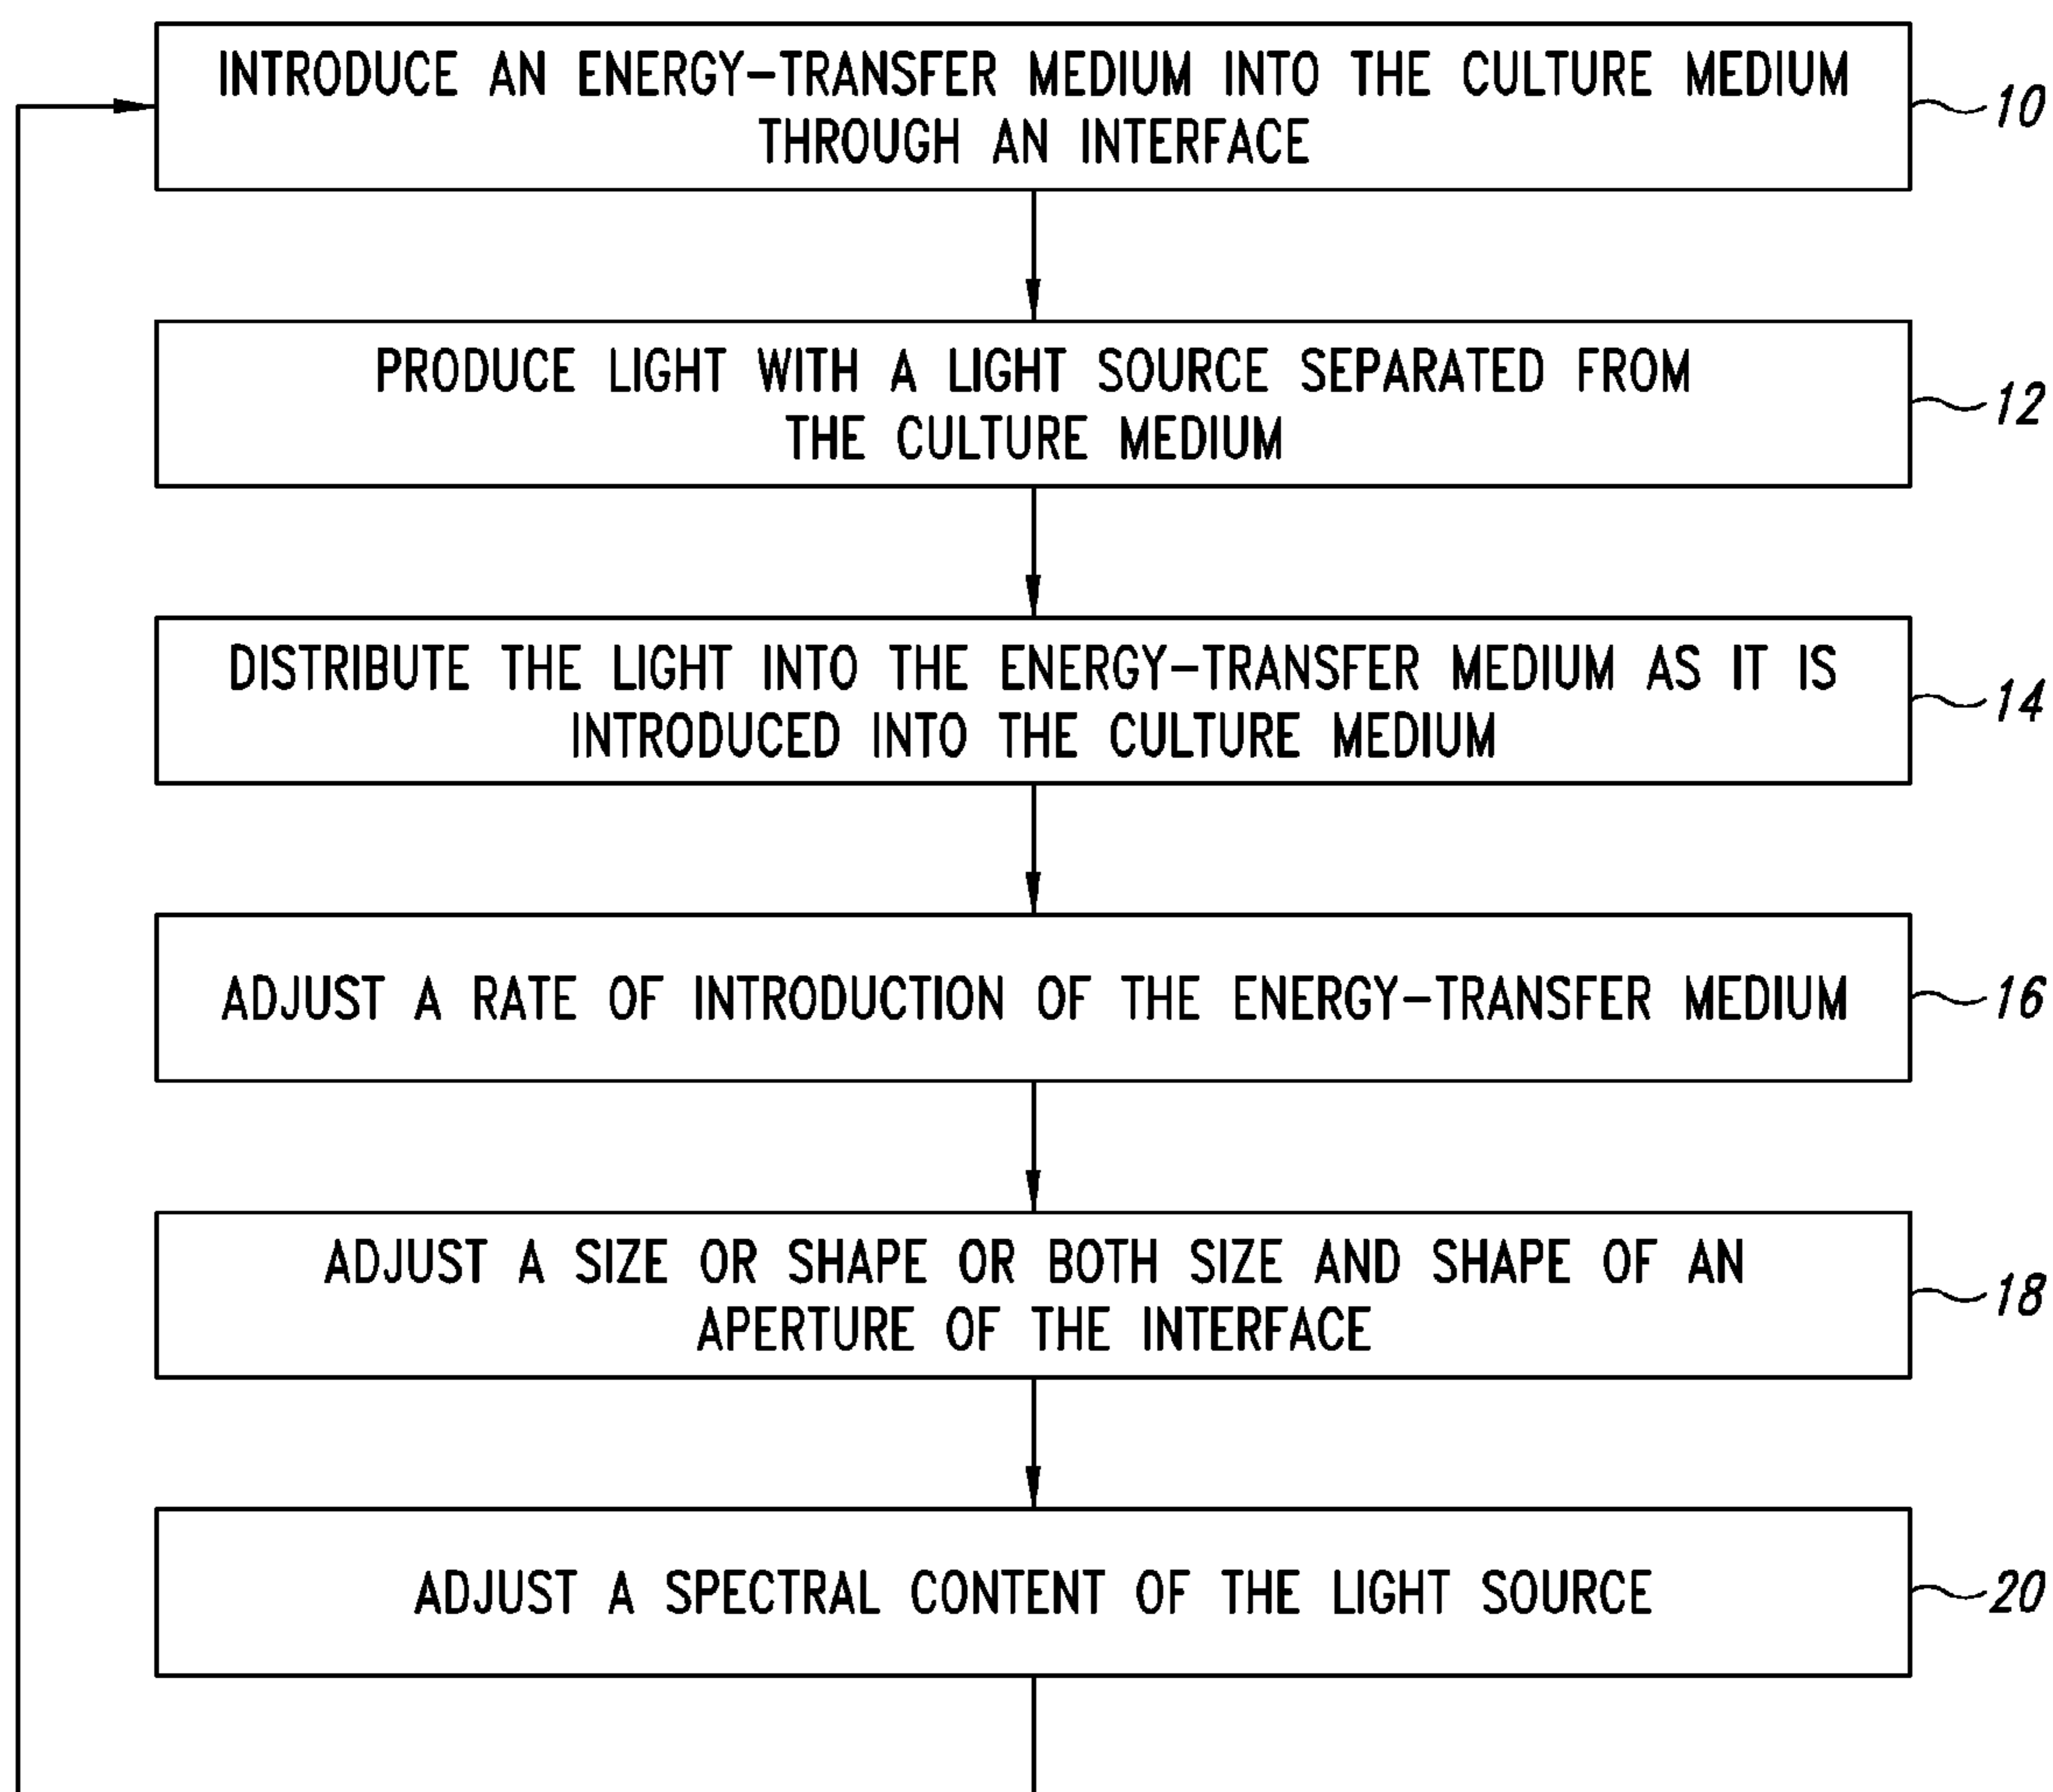 INTRODUCE AN ENERGY-TRANSFER MEDIUM INTO THE CULTURE MEDIUM
THROUGH AN INTERFACE
10
PRODUCE LIGHT WITH A LIGHT SOURCE SEPARATED FROM
THE CULTURE MEDIUM
12
DISTRIBUTE THE LIGHT INTO THE ENERGY-TRANSFER MEDIUM AS IT IS
INTRODUCED INTO THE CULTURE MEDIUM
14
ADJUST A RATE OF INTRODUCTION OF THE ENERGY-TRANSFER MEDIUM
16
ADJUST A SIZE OR SHAPE OR BOTH SIZE AND SHAPE OF AN
APERTURE OF THE INTERFACE
18
ADJUST A SPECTRAL CONTENT OF THE LIGHT SOURCE
20